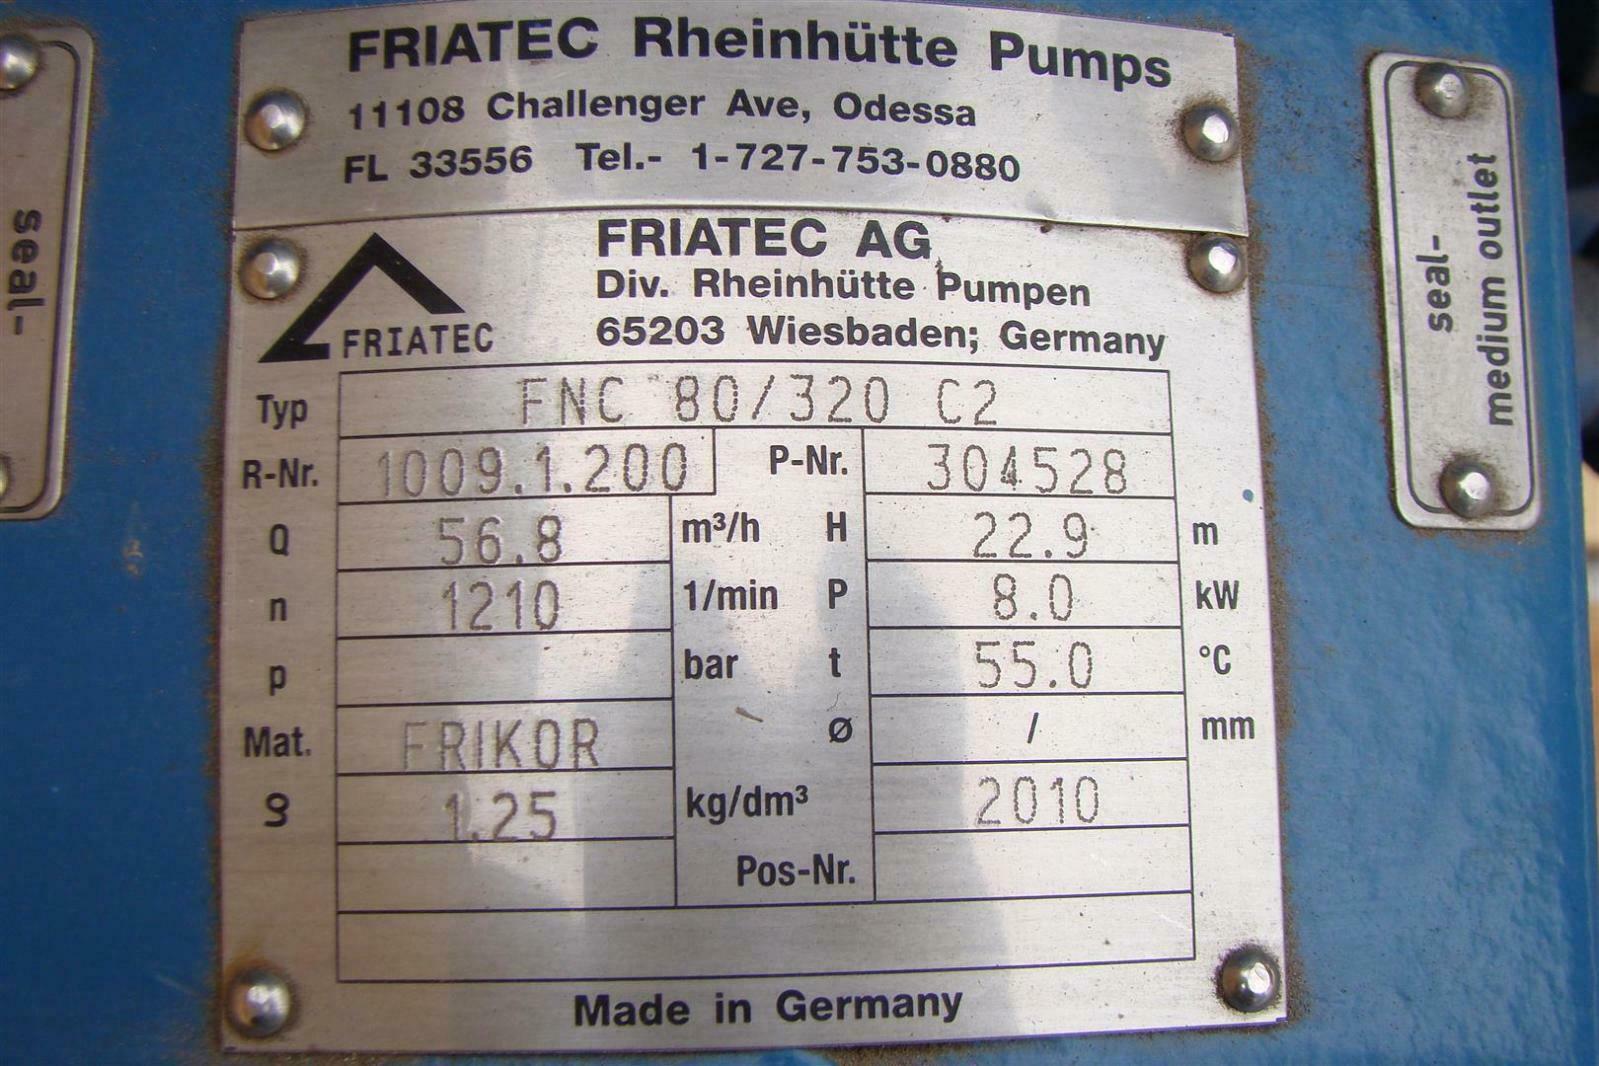 FRIATEC Rheinhütte Pumps
11108 Challenger Ave, Odessa
FL 33556 Tel.- 1-727-753-0880
FRIATEC
FRIATEC AG
Div. Rheinhütte Pumpen
65203 Wiesbaden; Germany
Typ FNC 80/320 C2
R-Nr. 1009.1.200 P-Nr. 304528
Q 56.8 m³/h H 22.9 m
n 1210 1/min P 8.0 kW
p bar t 55.0 °C
Mat. FRIKOR Ø / mm
ϱ 1.25 kg/dm³ 2010
Pos-Nr.
Made in Germany
seal-
seal-
medium outlet